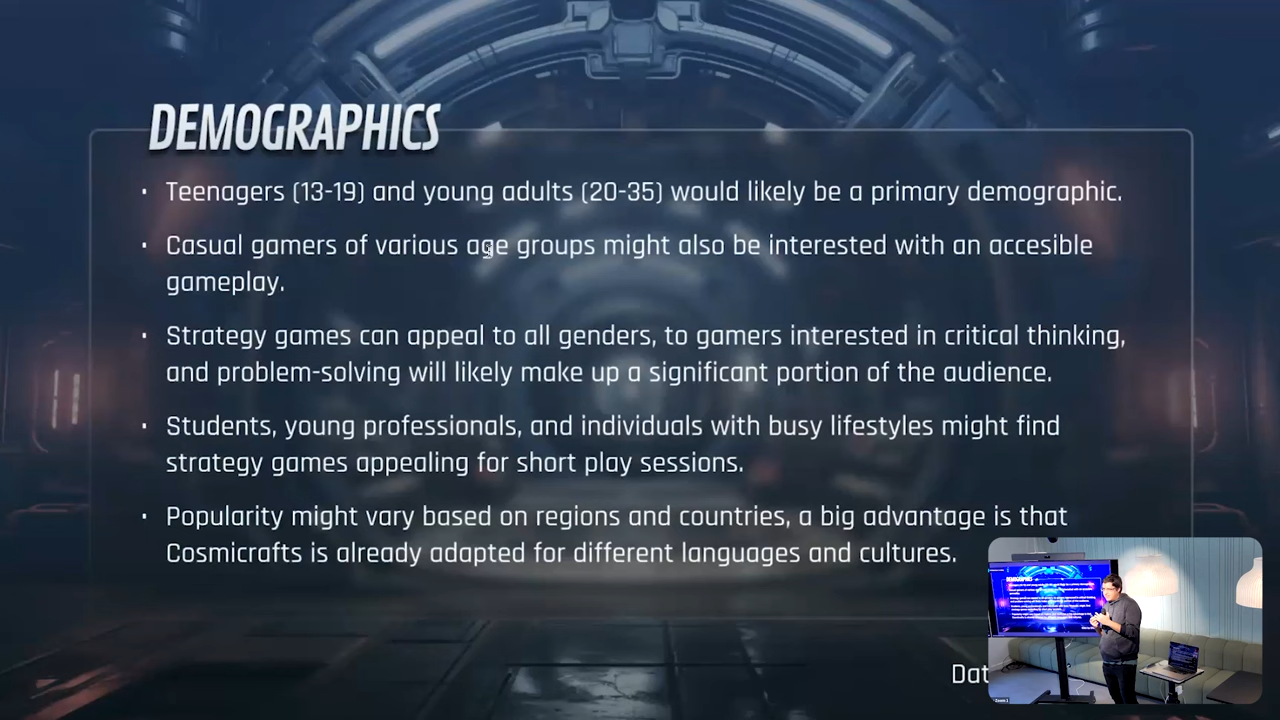 DEMOGRAPHICS
· Teenagers (13-19) and young adults (20-35) would likely be a primary demographic.
· Casual gamers of various age groups might also be interested with an accesible
gameplay.
· Strategy games can appeal to all genders, to gamers interested in critical thinking,
and problem-solving will likely make up a significant portion of the audience.
· Students, young professionals, and individuals with busy lifestyles might find
strategy games appealing for short play sessions.
· Popularity might vary based on regions and countries, a big advantage is that
Cosmicrafts is already adapted for different languages and cultures.
Dat
DEMOGRAPHICS